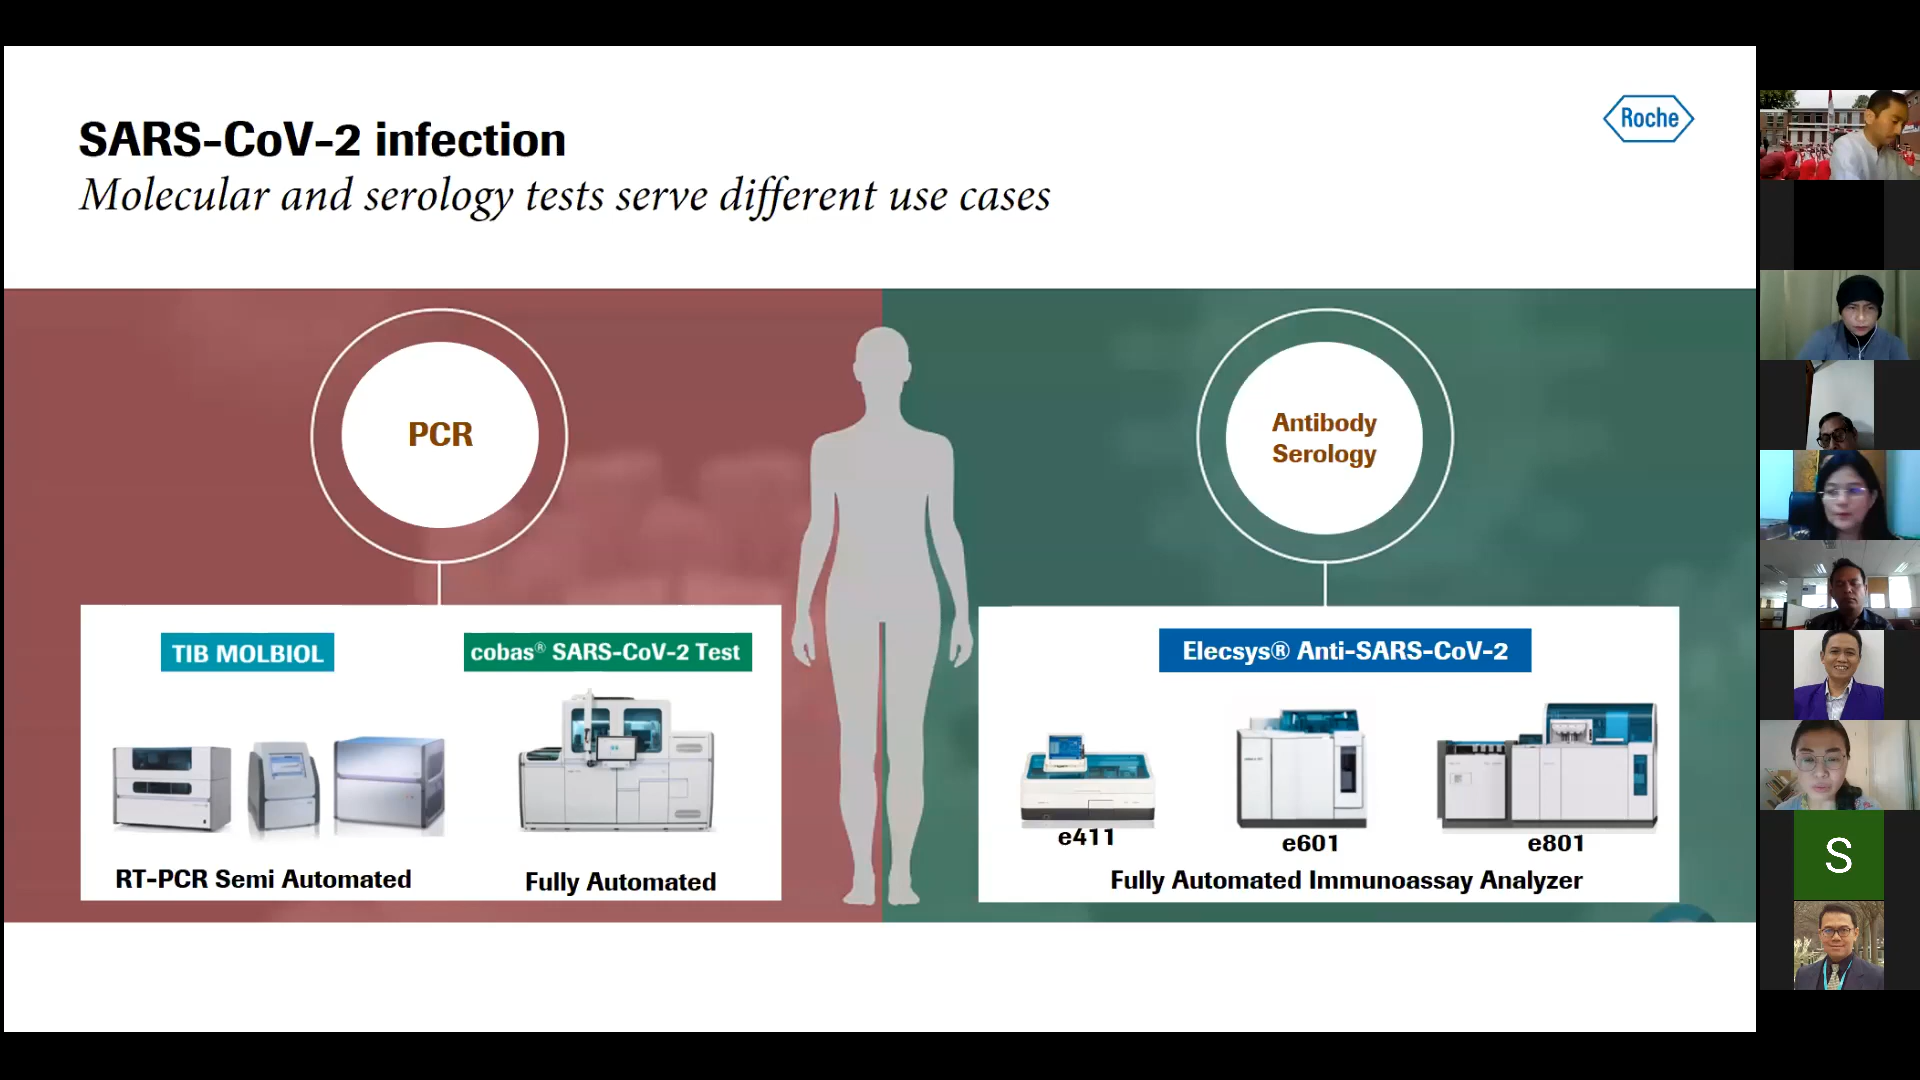 SARS-CoV-2 infection
Molecular and serology tests serve different use cases
Roche
PCR
Antibody
Serology
TIB MOLBIOL
cobas® SARS-CoV-2 Test
RT-PCR Semi Automated
Fully Automated
Elecsys® Anti-SARS-CoV-2
e411
e601
e801
Fully Automated Immunoassay Analyzer
S